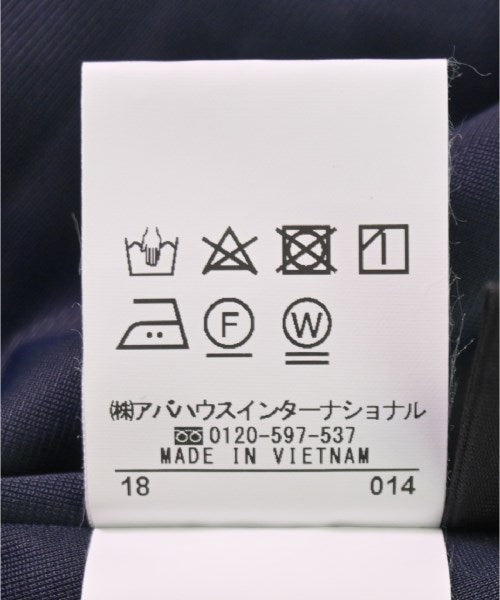 F W
㈱アバハウスインターナショナル
0120-597-537
MADE IN VIETNAM
18 014